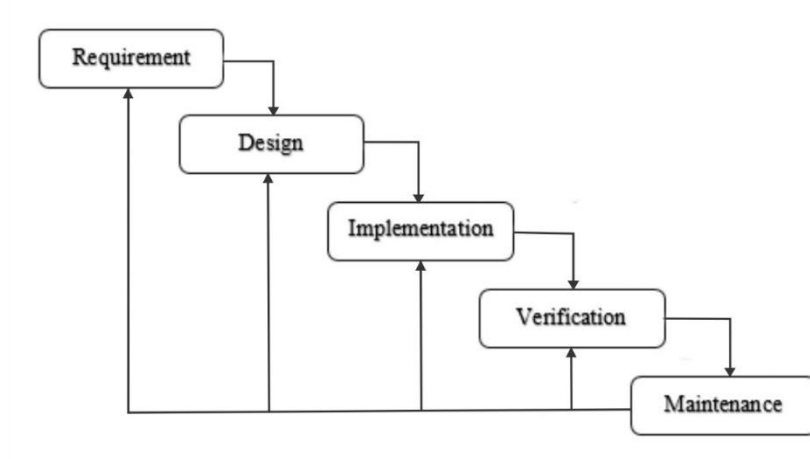 Requirement
Design
Implementation
Verification
Maintenance